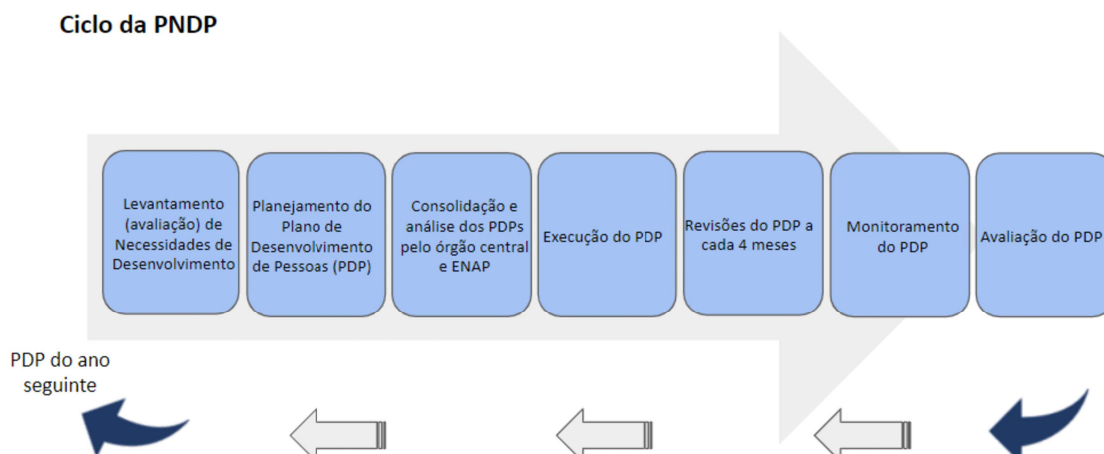 Ciclo da PNDP
Levantamento
(avaliação) de
Necessidades de
Desenvolvimento
Planejamento do
Plano de
Desenvolvimento
de Pessoas (PDP)
Consolidação e
análise dos PDPs
pelo órgão central
e ENAP
Execução do PDP
Revisões do PDP a
cada 4 meses
Monitoramento
do PDP
Avaliação do PDP
PDP do ano
seguinte